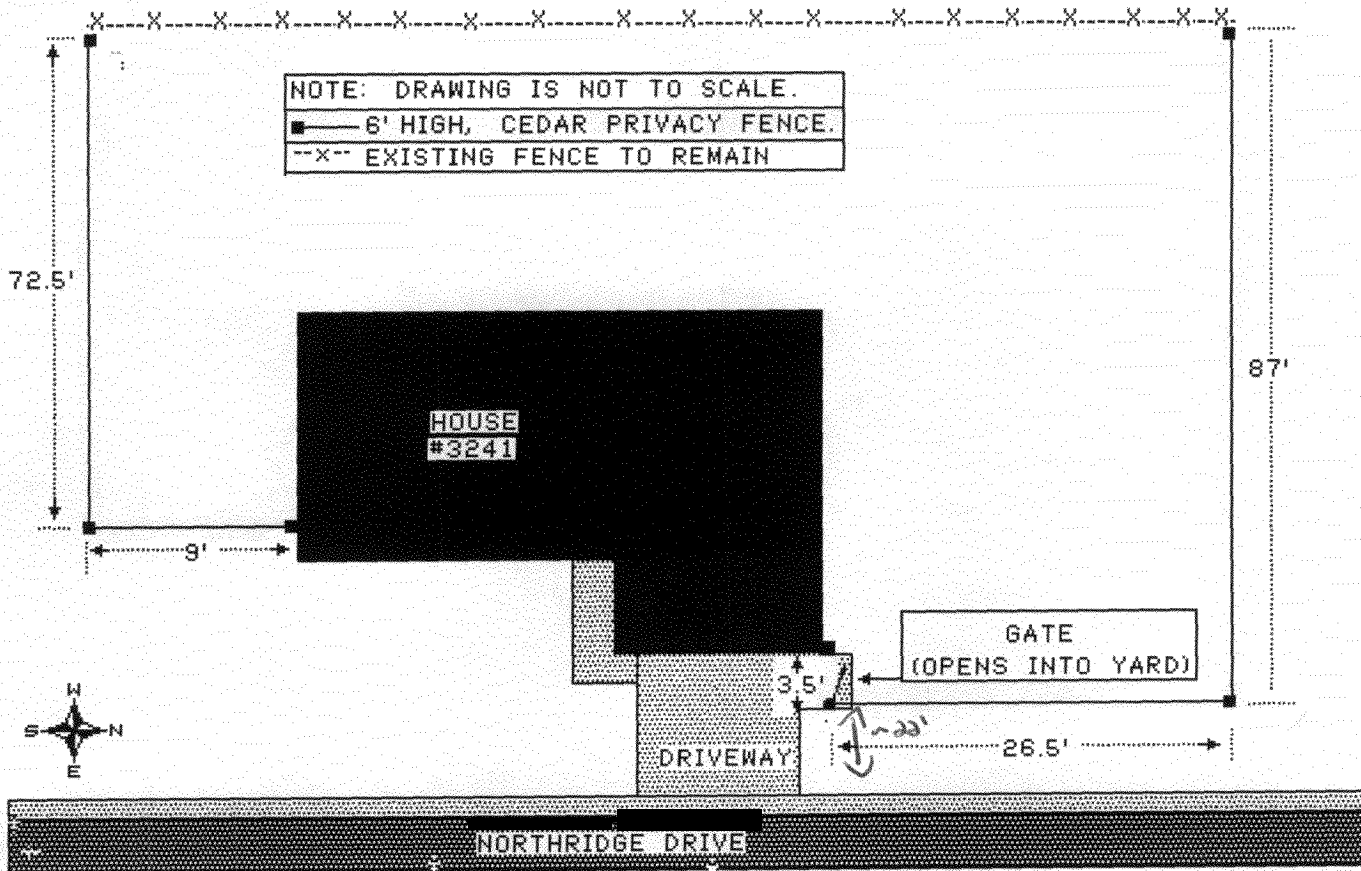 NOTE: DRAWING IS NOT TO SCALE.
6' HIGH, CEDAR PRIVACY FENCE.
--X-- EXISTING FENCE TO REMAIN
72.5'
87'
HOUSE
#3241
9'
GATE
(OPENS INTO YARD)
3.5'
~22'
26.5'
W
S N
E
DRIVEWAY
NORTHRIDGE DRIVE